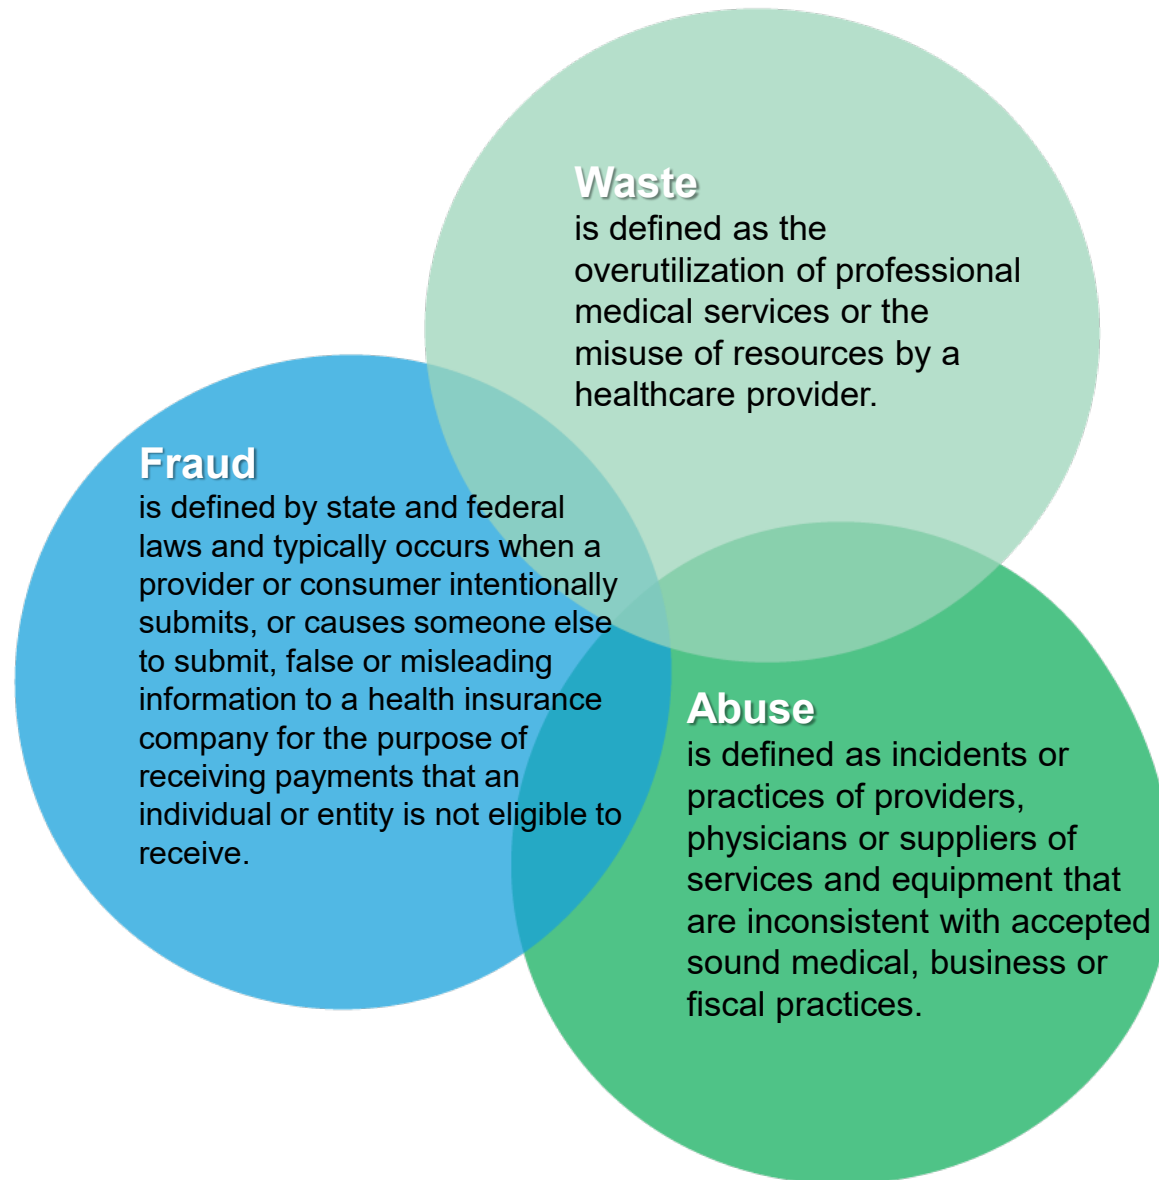 Waste
is defined as the
overutilization of professional
medical services or the
misuse of resources by a
healthcare provider.
Fraud
is defined by state and federal
laws and typically occurs when a
provider or consumer intentionally
submits, or causes someone else
to submit, false or misleading
information to a health insurance
company for the purpose of
receiving payments that an
individual or entity is not eligible to
receive.
Abuse
is defined as incidents or
practices of providers,
physicians or suppliers of
services and equipment that
are inconsistent with accepted
sound medical, business or
fiscal practices.